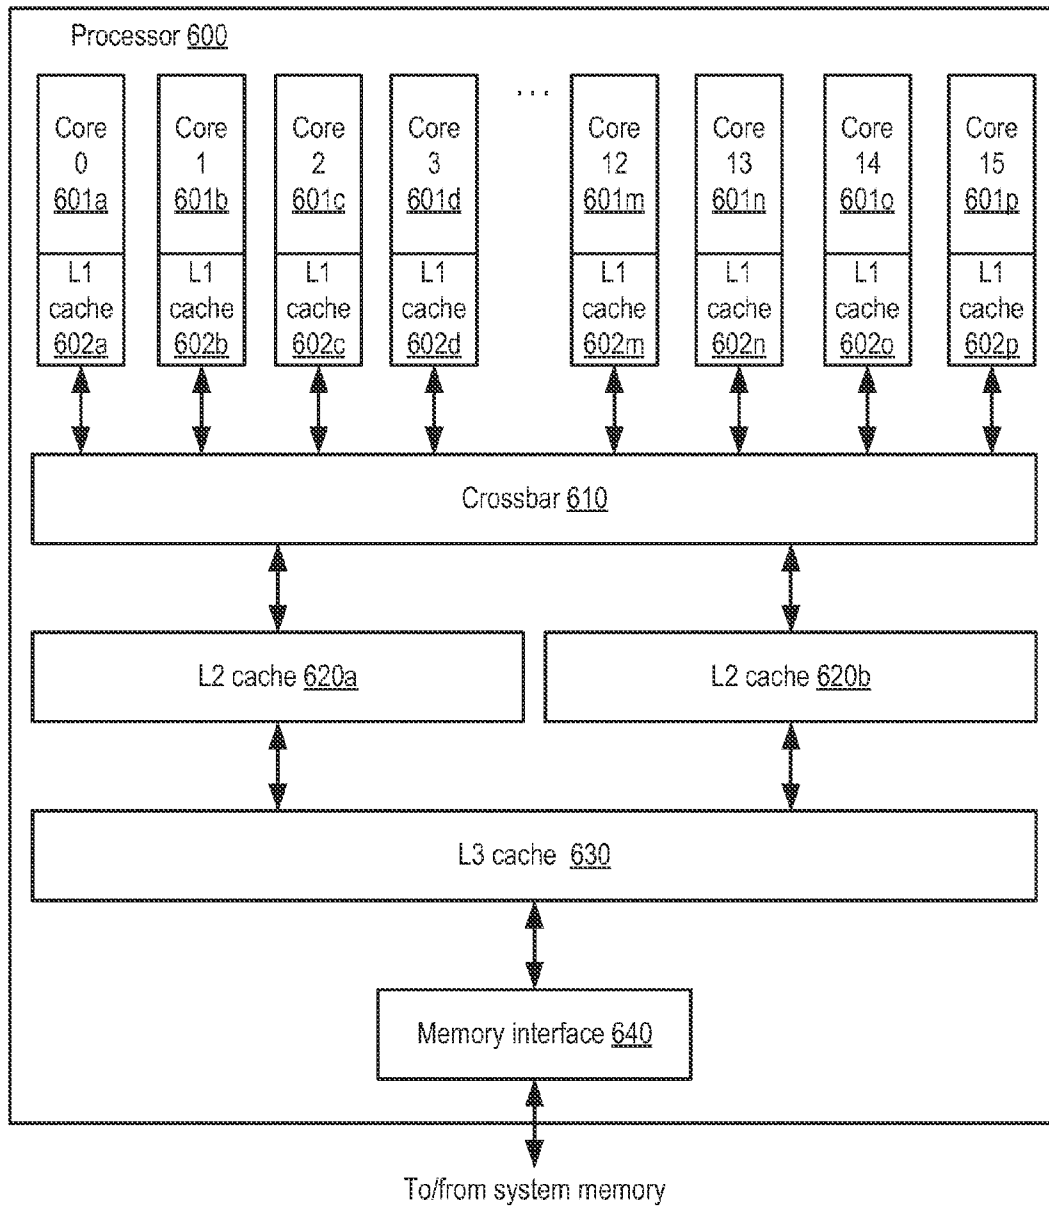 Processor 600
...
Core 0 601a
Core 1 601b
Core 2 601c
Core 3 601d
Core 12 601m
Core 13 601n
Core 14 601o
Core 15 601p
L1 cache 602a
L1 cache 602b
L1 cache 602c
L1 cache 602d
L1 cache 602m
L1 cache 602n
L1 cache 602o
L1 cache 602p
Crossbar 610
L2 cache 620a
L2 cache 620b
L3 cache 630
Memory interface 640
To/from system memory